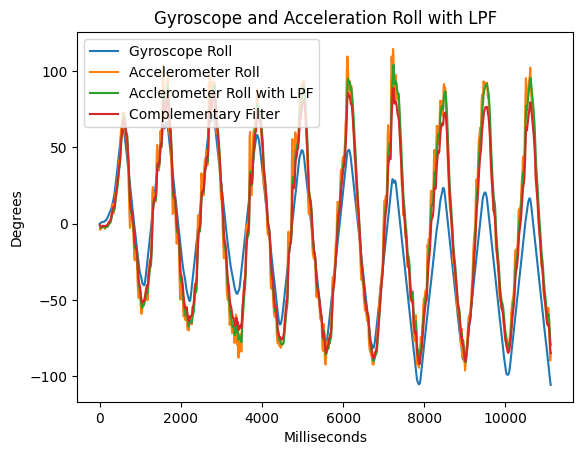 Gyroscope and Acceleration Roll with LPF
Gyroscope Roll
Accelerometer Roll
Acclerometer Roll with LPF
Complementary Filter
100
50
0
−50
−100
Degrees
0 2000 4000 6000 8000 10000
Milliseconds